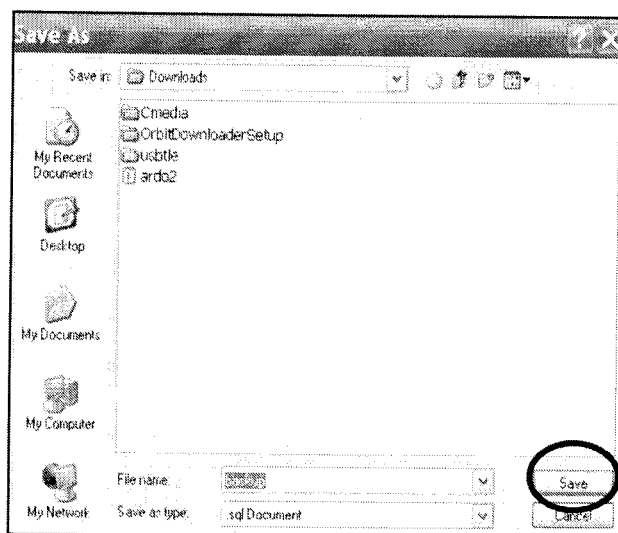 Save As
Save in:
Downloads
My Recent
Documents
Desktop
My Documents
My Computer
My Network
Cmedia
OrbitDownloaderSetup
usbtle
ardo2
File name:
Save
Save as type:
.sql Document
Cancel